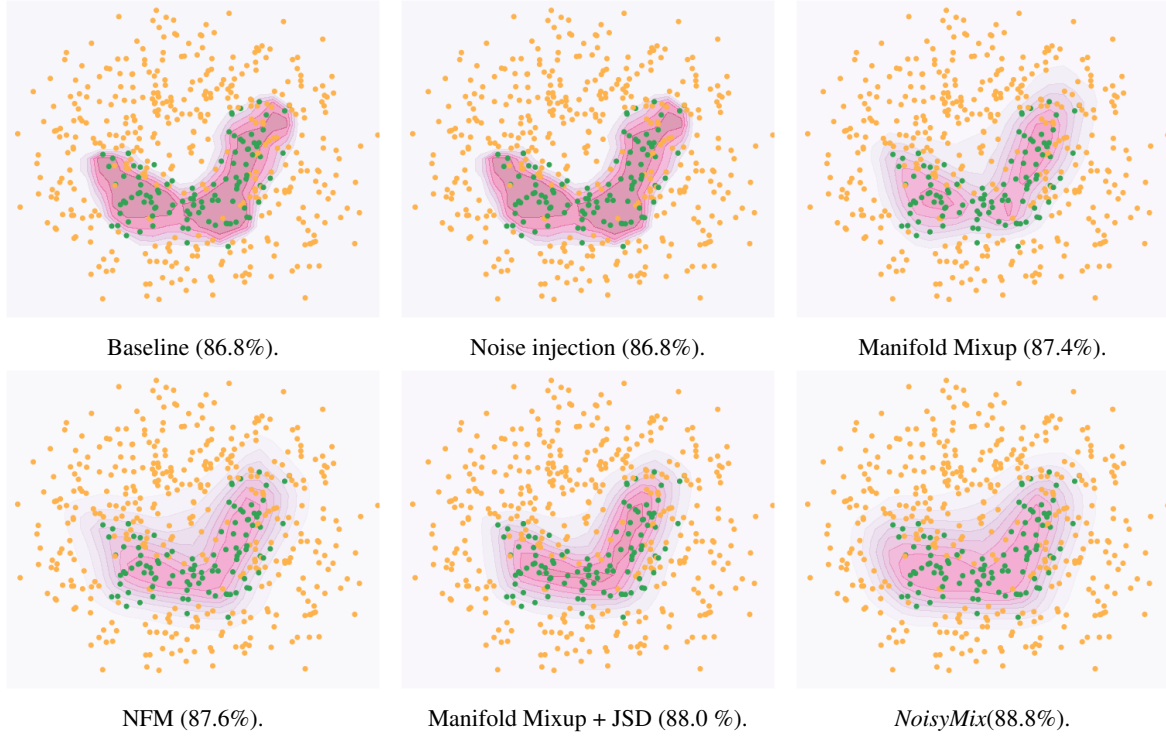 Baseline (86.8%).
Noise injection (86.8%).
Manifold Mixup (87.4%).
NFM (87.6%).
Manifold Mixup + JSD (88.0 %).
NoisyMix(88.8%).